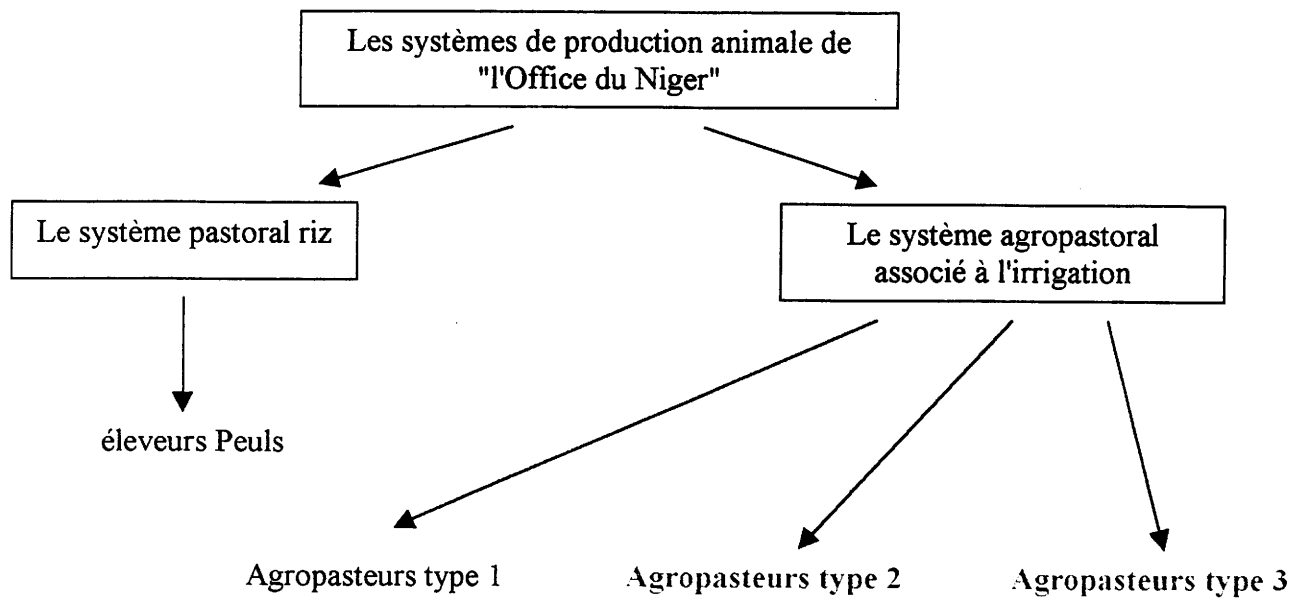 Les systèmes de production animale de
"l'Office du Niger"
Le système pastoral riz
Le système agropastoral
associé à l'irrigation
éleveurs Peuls
Agropasteurs type 1
Agropasteurs type 2
Agropasteurs type 3